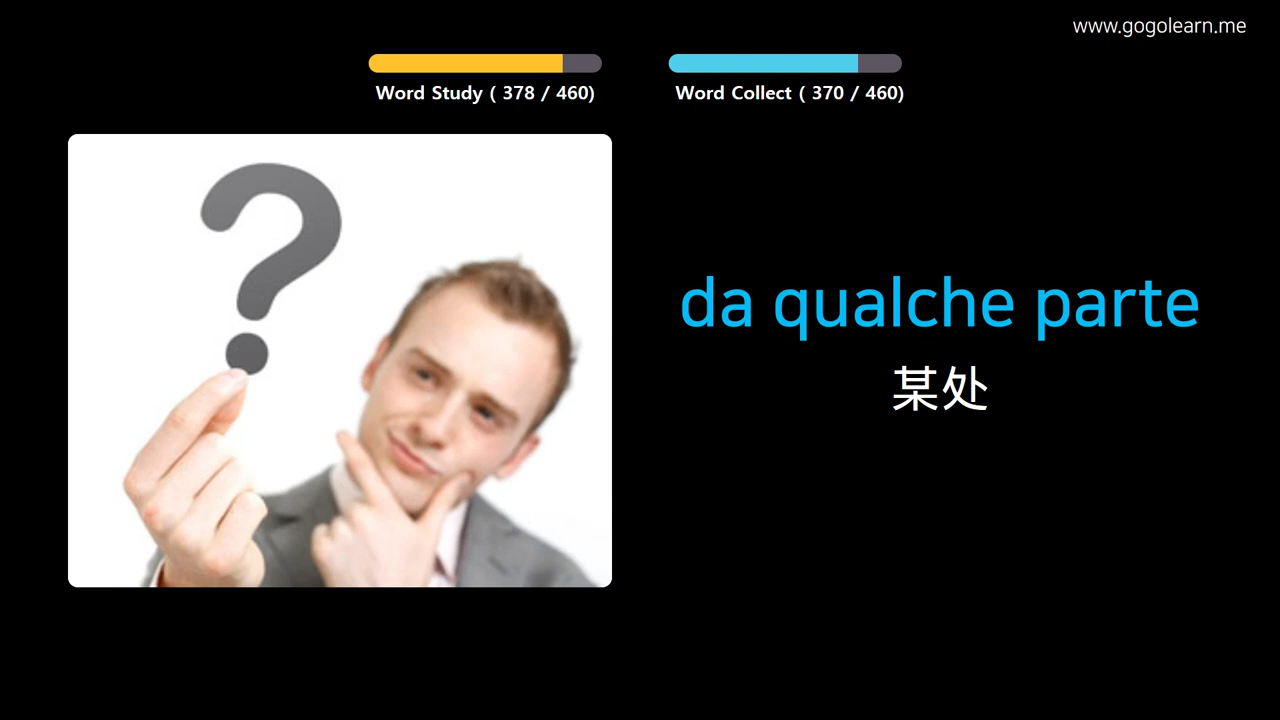 www.gogolearn.me
Word Study ( 378 / 460)
Word Collect ( 370 / 460)
?
da qualche parte
某处